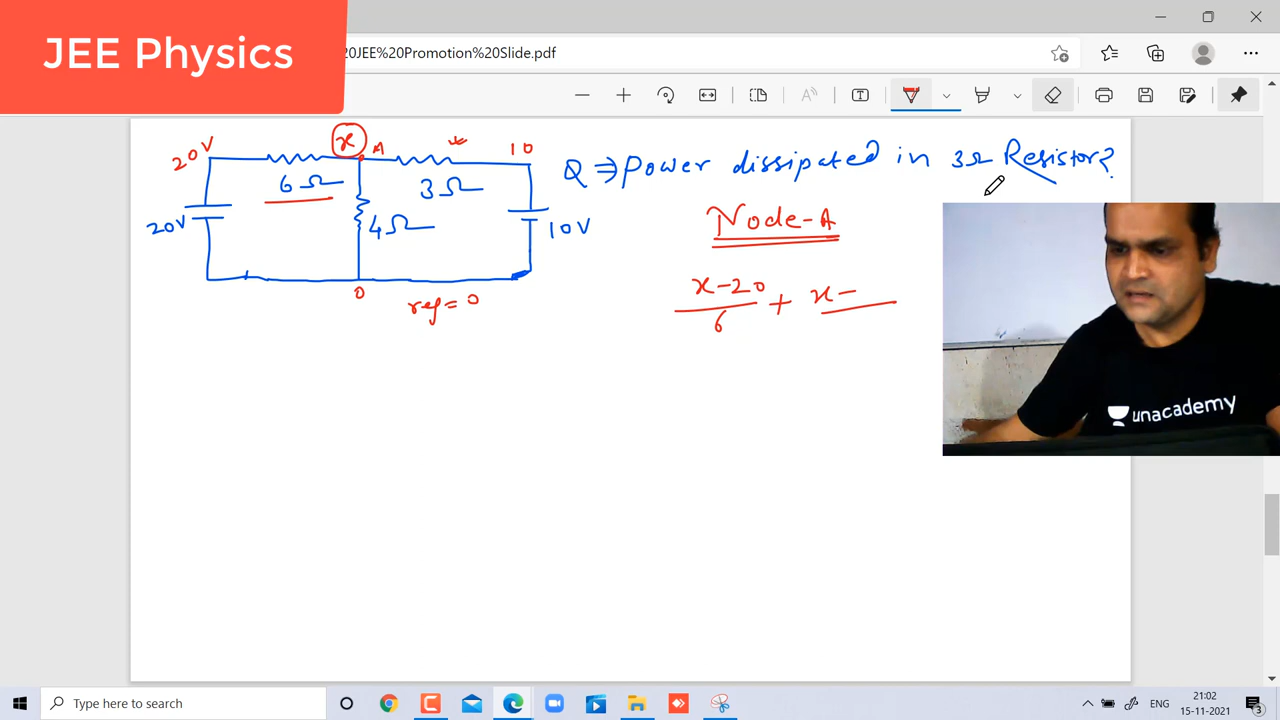 JEE Physics
20JEE%20Promotion%20Slide.pdf
20V
x
A
10
Q ⇒ Power dissipated in 3Ω Resistor?
6Ω
3Ω
20V
4Ω
10V
Node-A
0
ref = 0
x-20/6 + x-
unacademy
Type here to search
ENG
21:02
15-11-2021
3